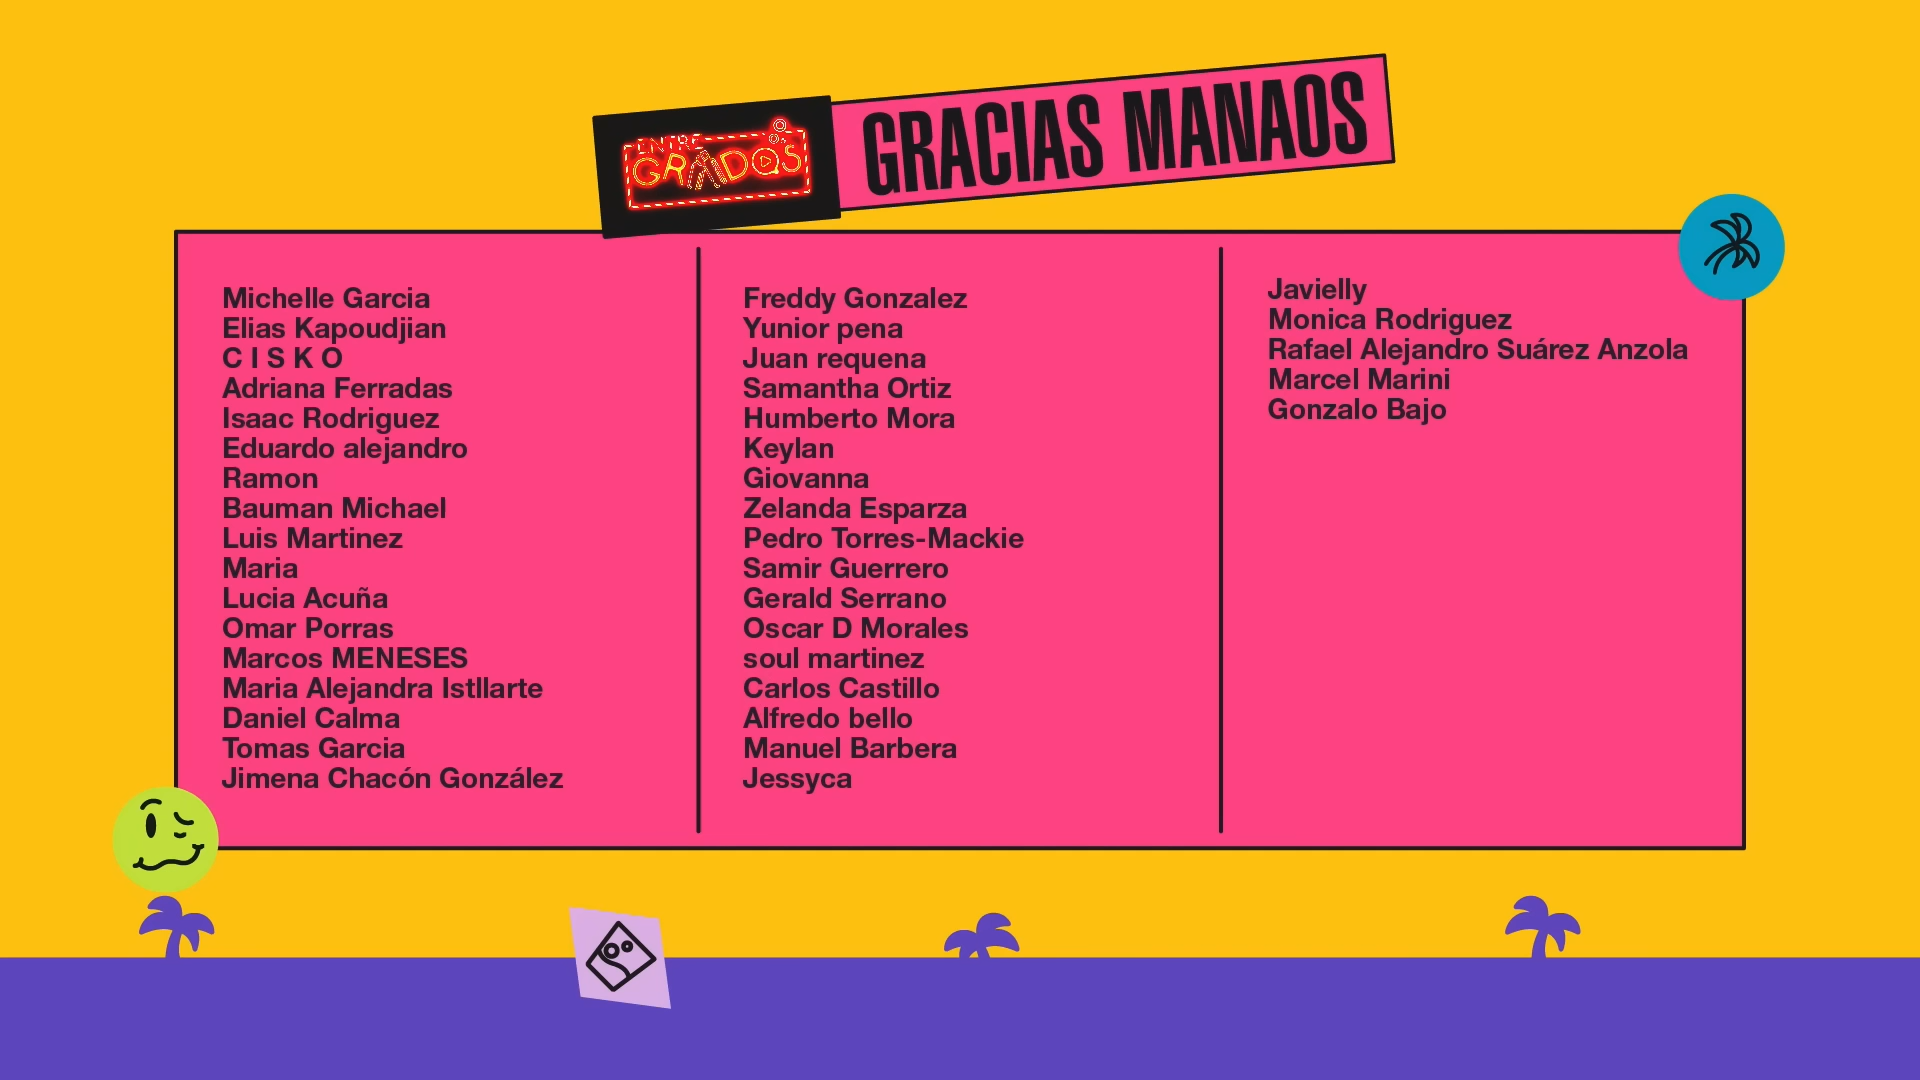 ENTRE
GRADOS
GRACIAS MANAOS
Michelle Garcia
Elias Kapoudjian
C I S K O
Adriana Ferradas
Isaac Rodriguez
Eduardo alejandro
Ramon
Bauman Michael
Luis Martinez
Maria
Lucia Acuña
Omar Porras
Marcos MENESES
Maria Alejandra Istllarte
Daniel Calma
Tomas Garcia
Jimena Chacón González
Freddy Gonzalez
Yunior pena
Juan requena
Samantha Ortiz
Humberto Mora
Keylan
Giovanna
Zelanda Esparza
Pedro Torres-Mackie
Samir Guerrero
Gerald Serrano
Oscar D Morales
soul martinez
Carlos Castillo
Alfredo bello
Manuel Barbera
Jessyca
Javielly
Monica Rodriguez
Rafael Alejandro Suárez Anzola
Marcel Marini
Gonzalo Bajo